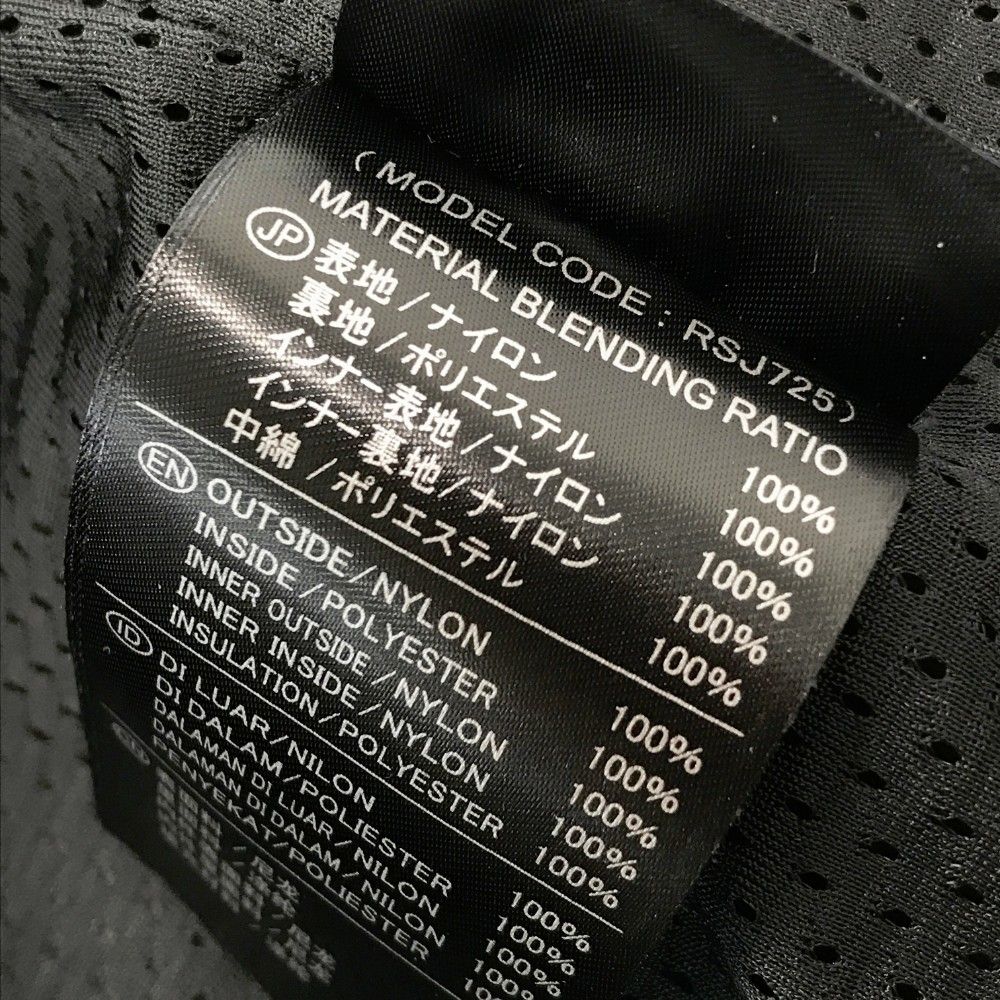 (MODEL CODE : RSJ725)
MATERIAL BLENDING RATIO
JP 表地/ナイロン 100%
裏地/ポリエステル 100%
インナー表地/ナイロン 100%
インナー裏地/ナイロン 100%
中綿/ポリエステル 100%
EN OUTSIDE/NYLON 100%
INSIDE/POLYESTER 100%
INNER OUTSIDE/NYLON 100%
INNER INSIDE/NYLON 100%
INSULATION/POLYESTER 100%
ID DI LUAR/NILON 100%
DI DALAM/POLIESTER 100%
DALAMAN DI LUAR/NILON 100%
DALAMAN DI DALAM/NILON 100%
PENYEKAT/POLIESTER